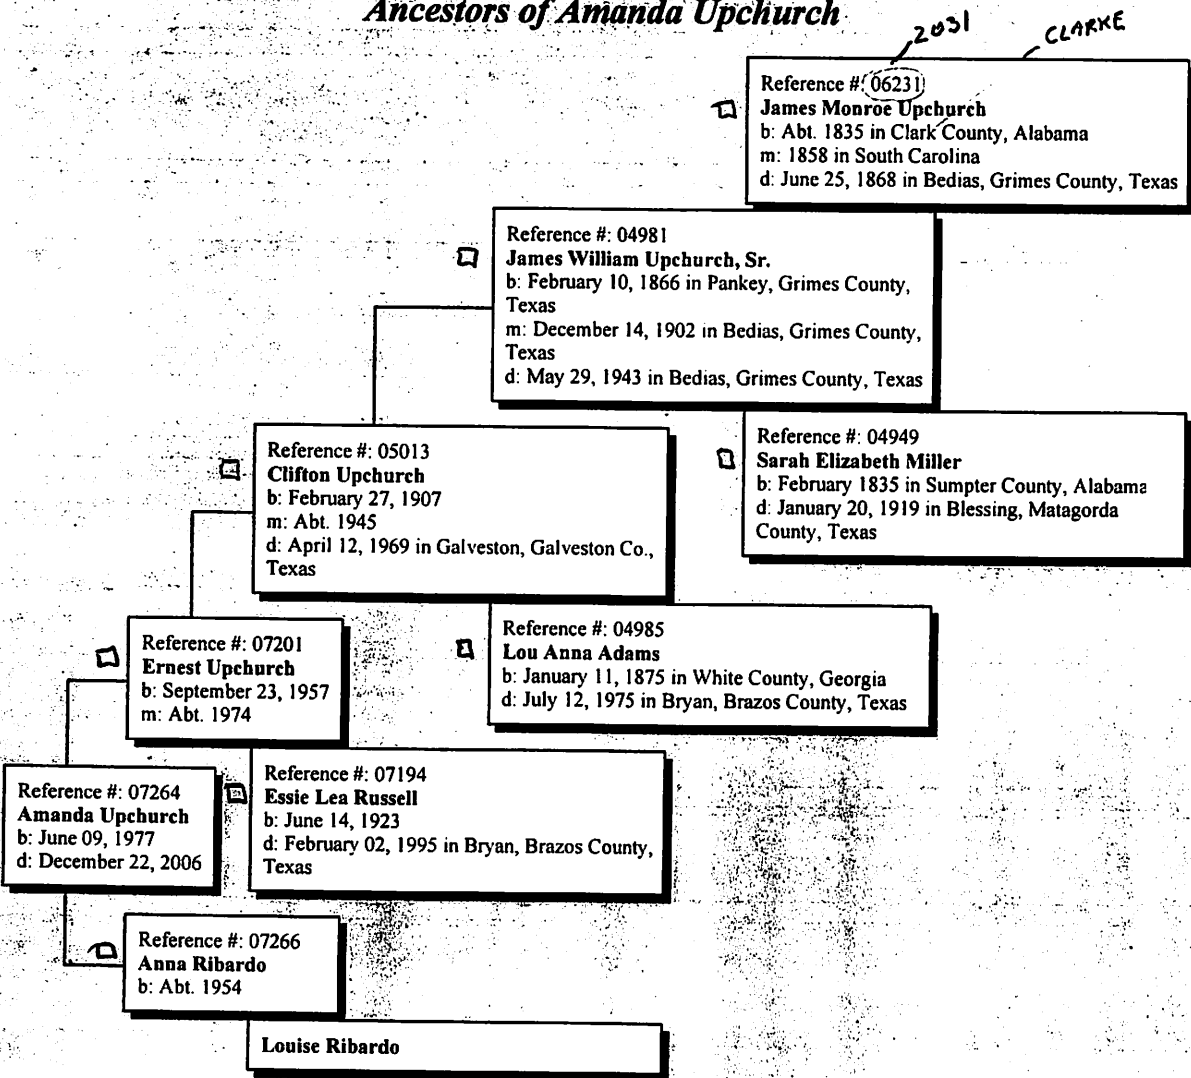 Ancestors of Amanda Upchurch
2031
CLARKE
Reference #: 06231
James Monroe Upchurch
b: Abt. 1835 in Clark County, Alabama
m: 1858 in South Carolina
d: June 25, 1868 in Bedias, Grimes County, Texas
Reference #: 04981
James William Upchurch, Sr.
b: February 10, 1866 in Pankey, Grimes County,
Texas
m: December 14, 1902 in Bedias, Grimes County,
Texas
d: May 29, 1943 in Bedias, Grimes County, Texas
Reference #: 04949
Sarah Elizabeth Miller
b: February 1835 in Sumpter County, Alabama
d: January 20, 1919 in Blessing, Matagorda
County, Texas
Reference #: 05013
Clifton Upchurch
b: February 27, 1907
m: Abt. 1945
d: April 12, 1969 in Galveston, Galveston Co.,
Texas
Reference #: 04985
Lou Anna Adams
b: January 11, 1875 in White County, Georgia
d: July 12, 1975 in Bryan, Brazos County, Texas
Reference #: 07201
Ernest Upchurch
b: September 23, 1957
m: Abt. 1974
Reference #: 07194
Essie Lea Russell
b: June 14, 1923
d: February 02, 1995 in Bryan, Brazos County,
Texas
Reference #: 07264
Amanda Upchurch
b: June 09, 1977
d: December 22, 2006
Reference #: 07266
Anna Ribardo
b: Abt. 1954
Louise Ribardo